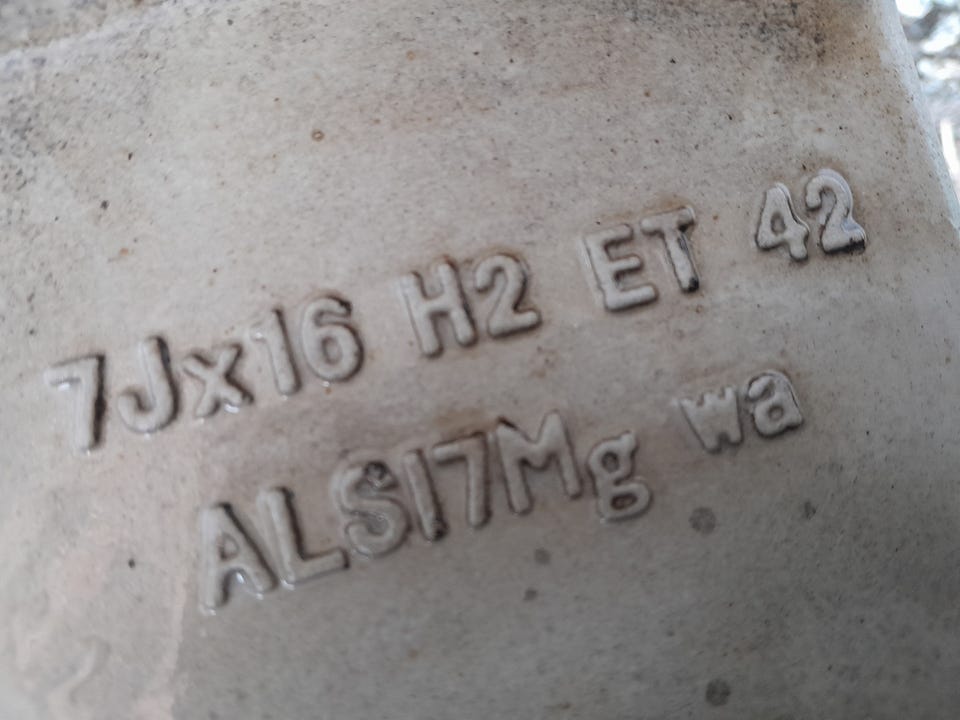 7Jx16 H2 ET 42
ALSI7Mg wa